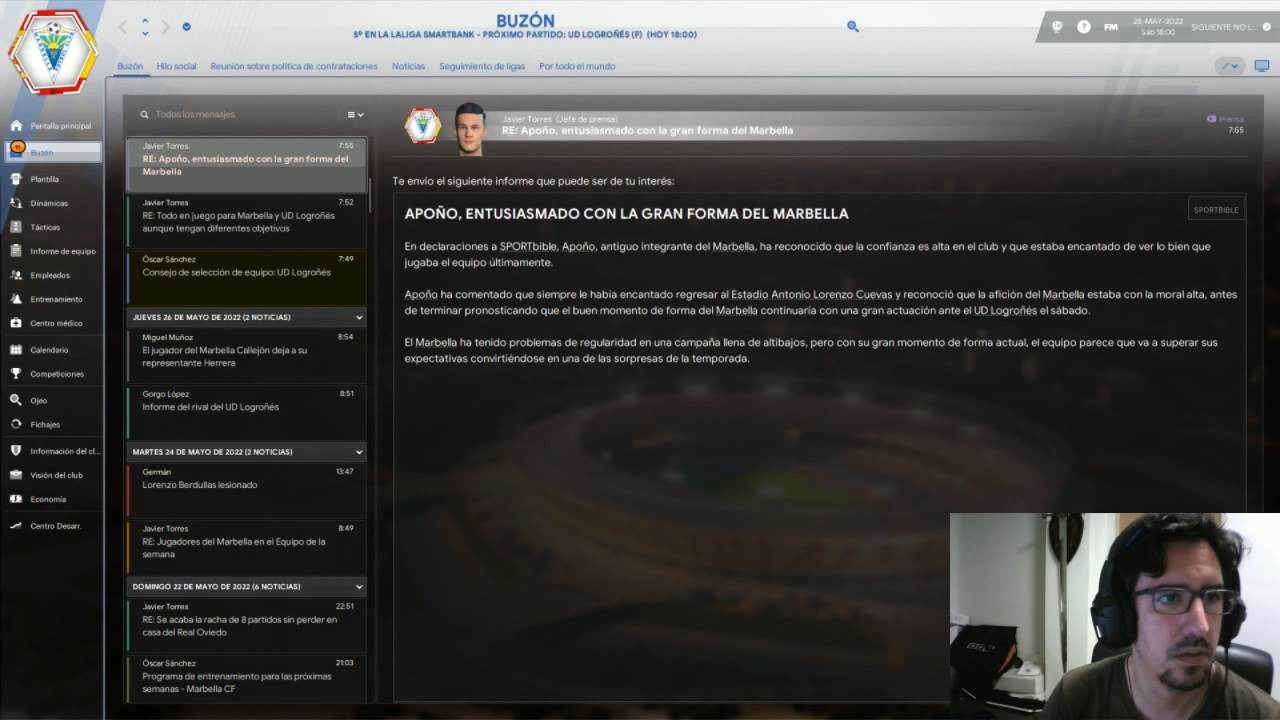 BUZÓN
5º EN LA LALIGA SMARTBANK - PRÓXIMO PARTIDO: UD LOGROÑÉS (F) (HOY 18:00)
FM
28-MAY-2022
Sáb 18:00
SIGUIENTE NO L...
Buzón
Hilo social
Reunión sobre política de contrataciones
Noticias
Seguimiento de ligas
Por todo el mundo
Pantalla principal
11
Buzón
Plantilla
Dinámicas
Tácticas
Informe de equipo
Empleados
Entrenamiento
Centro médico
Calendario
Competiciones
Ojeo
Fichajes
Información del cl...
Visión del club
Economía
Centro Desarr.
Todos los mensajes
Javier Torres 7:55
RE: Apoño, entusiasmado con la gran forma del
Marbella
Javier Torres 7:52
RE: Todo en juego para Marbella y UD Logroñés
aunque tengan diferentes objetivos
Óscar Sánchez 7:49
Consejo de selección de equipo: UD Logroñés
JUEVES 26 DE MAYO DE 2022 (2 NOTICIAS)
Miguel Muñoz 8:54
El jugador del Marbella Callejón deja a su
representante Herrera
Gorgo López 8:51
Informe del rival del UD Logroñés
MARTES 24 DE MAYO DE 2022 (2 NOTICIAS)
Germán 13:47
Lorenzo Berdullas lesionado
Javier Torres 8:49
RE: Jugadores del Marbella en el Equipo de la
semana
DOMINGO 22 DE MAYO DE 2022 (6 NOTICIAS)
Javier Torres 22:51
RE: Se acaba la racha de 8 partidos sin perder en
casa del Real Oviedo
Óscar Sánchez 21:03
Programa de entrenamiento para las próximas
semanas - Marbella CF
Javier Torres (Jefe de prensa)
RE: Apoño, entusiasmado con la gran forma del Marbella
Prensa
7:55
Te envío el siguiente informe que puede ser de tu interés:
APOÑO, ENTUSIASMADO CON LA GRAN FORMA DEL MARBELLA
SPORTBIBLE
En declaraciones a SPORTbible, Apoño, antiguo integrante del Marbella, ha reconocido que la confianza es alta en el club y que estaba encantado de ver lo bien que
jugaba el equipo últimamente.
Apoño ha comentado que siempre le había encantado regresar al Estadio Antonio Lorenzo Cuevas y reconoció que la afición del Marbella estaba con la moral alta, antes
de terminar pronosticando que el buen momento de forma del Marbella continuaría con una gran actuación ante el UD Logroñés el sábado.
El Marbella ha tenido problemas de regularidad en una campaña llena de altibajos, pero con su gran momento de forma actual, el equipo parece que va a superar sus
expectativas convirtiéndose en una de las sorpresas de la temporada.